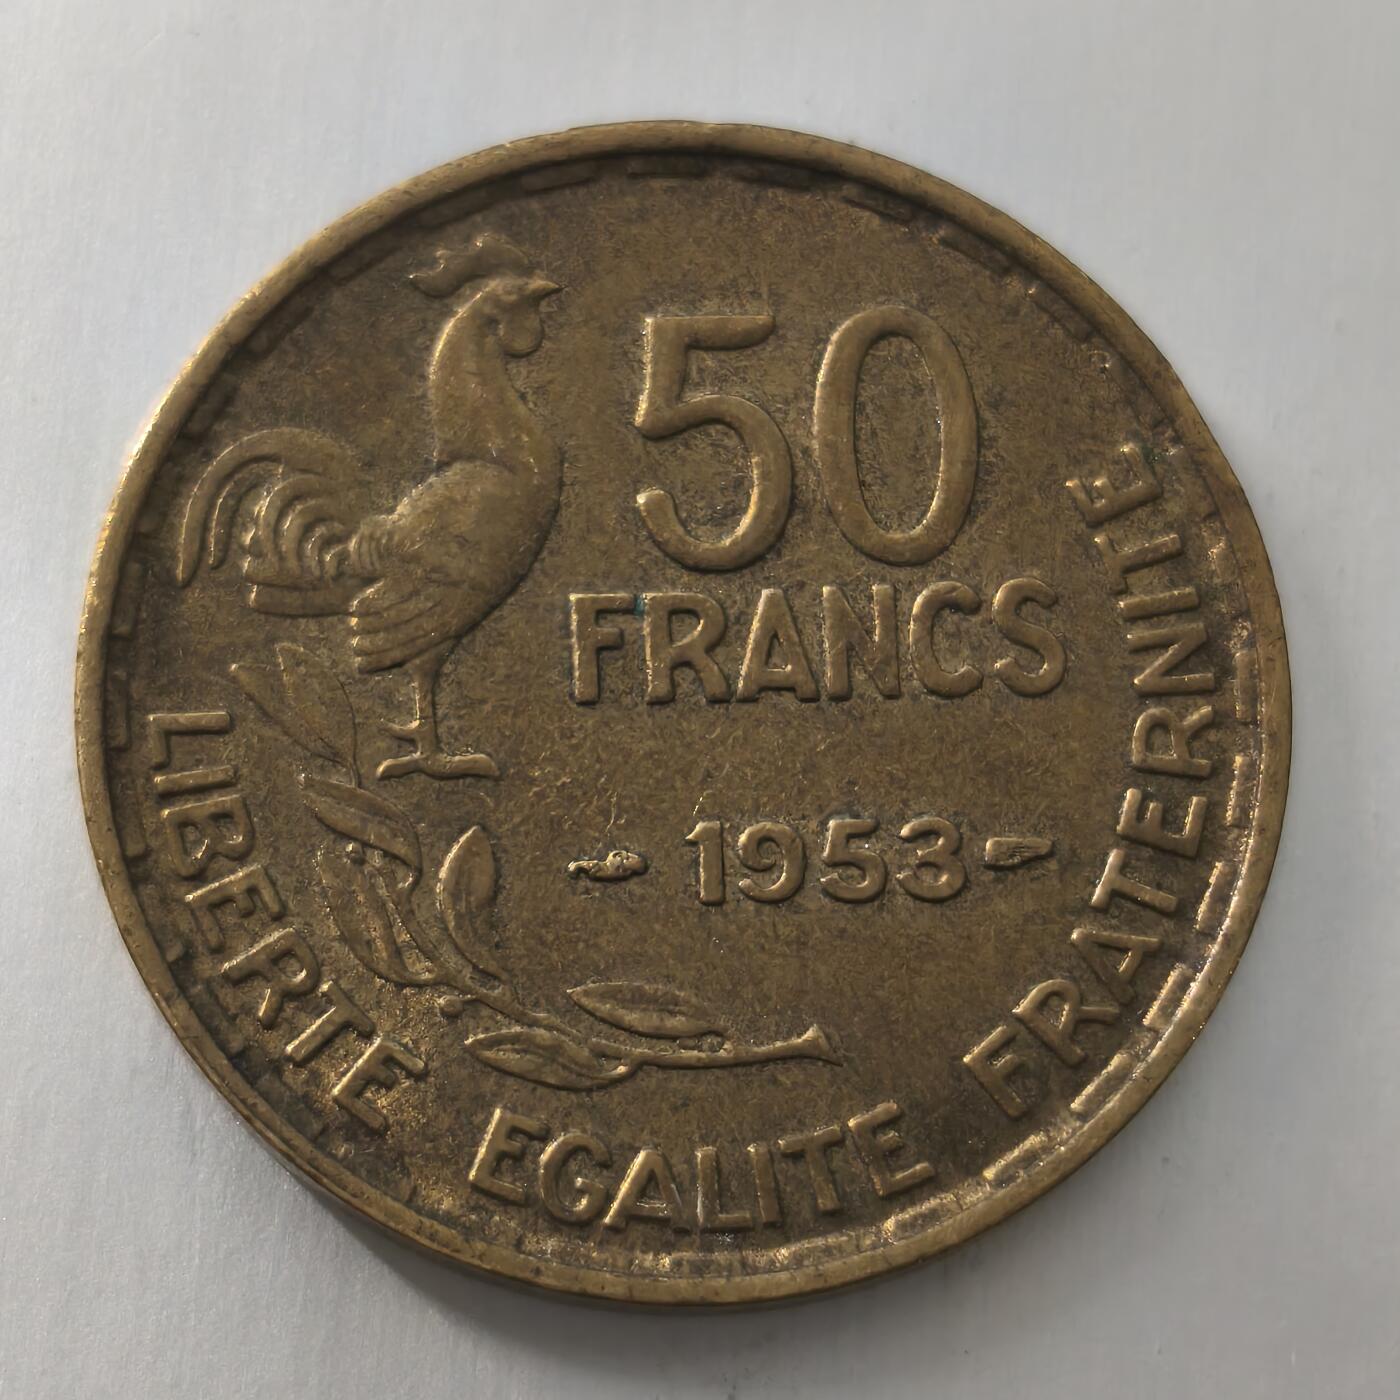 50
FRANCS
1953
LIBERTE EGALITE FRATERNITE